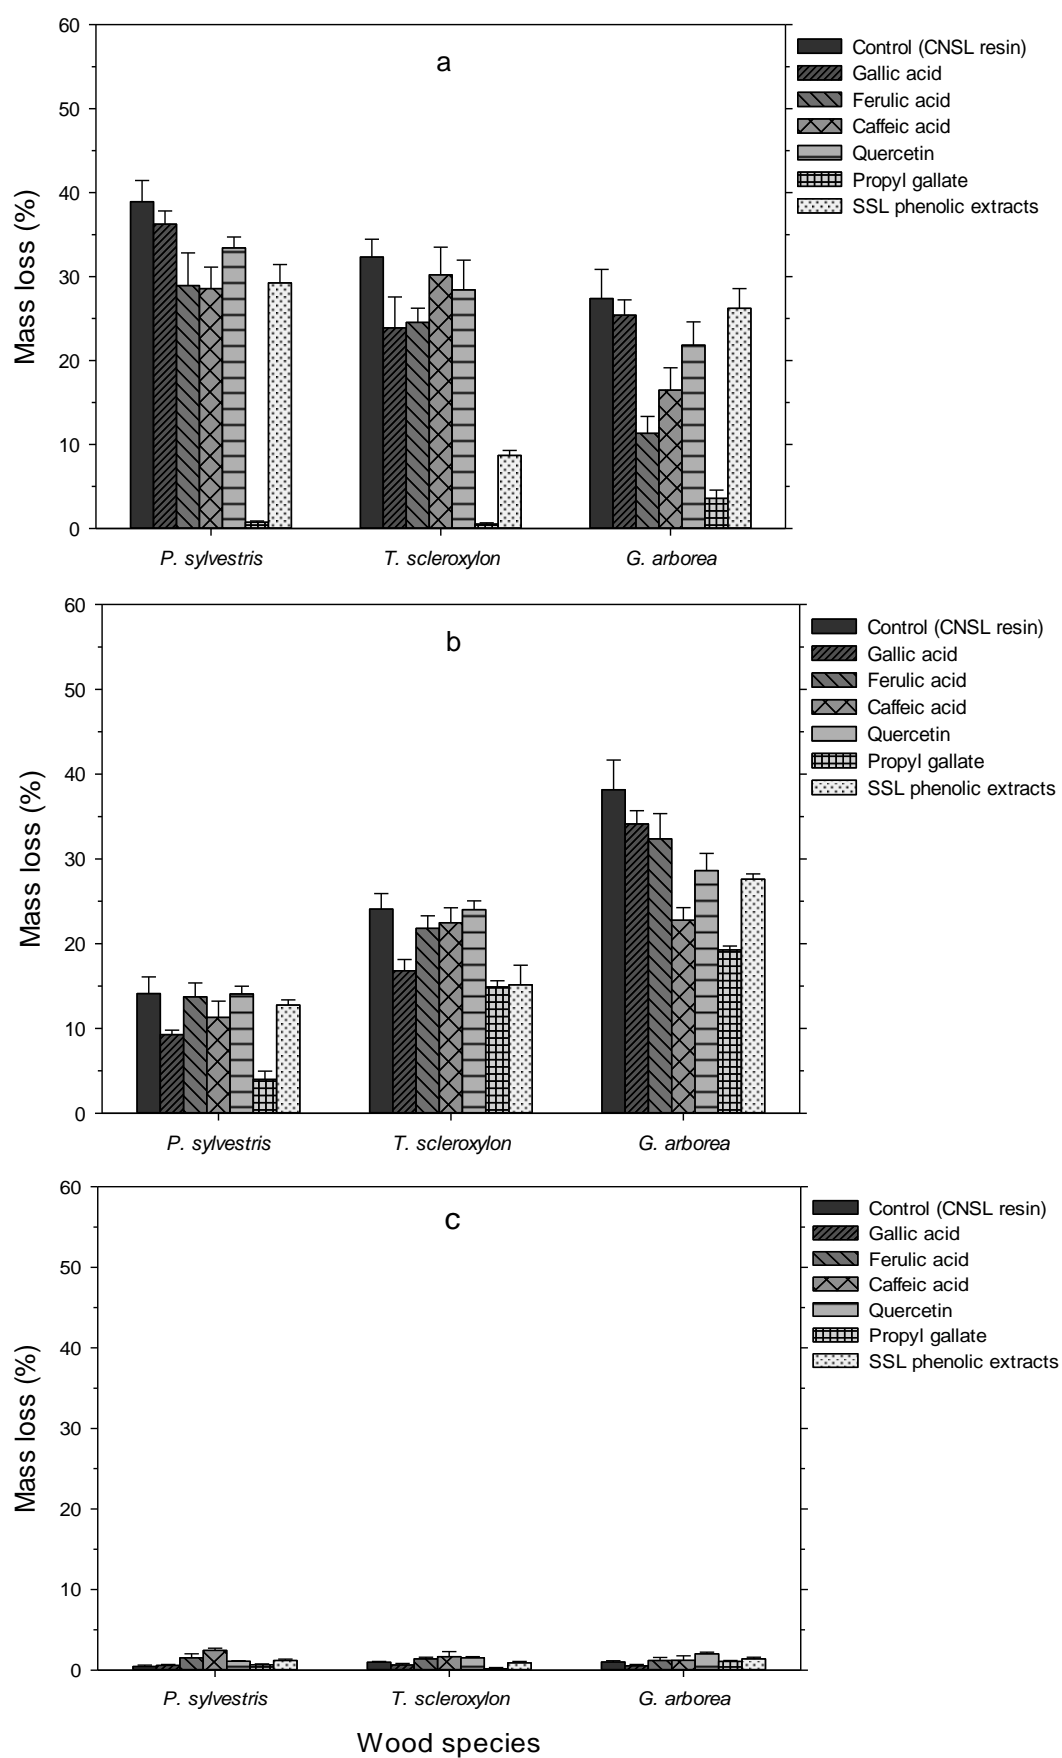 60
50
40
30
20
10
0
Mass loss (%)
a
Control (CNSL resin)
Gallic acid
Ferulic acid
Caffeic acid
Quercetin
Propyl gallate
SSL phenolic extracts
P. sylvestris
T. scleroxylon
G. arborea
60
50
40
30
20
10
0
Mass loss (%)
b
Control (CNSL resin)
Gallic acid
Ferulic acid
Caffeic acid
Quercetin
Propyl gallate
SSL phenolic extracts
P. sylvestris
T. scleroxylon
G. arborea
60
50
40
30
20
10
0
Mass loss (%)
c
Control (CNSL resin)
Gallic acid
Ferulic acid
Caffeic acid
Quercetin
Propyl gallate
SSL phenolic extracts
P. sylvestris
T. scleroxylon
G. arborea
Wood species